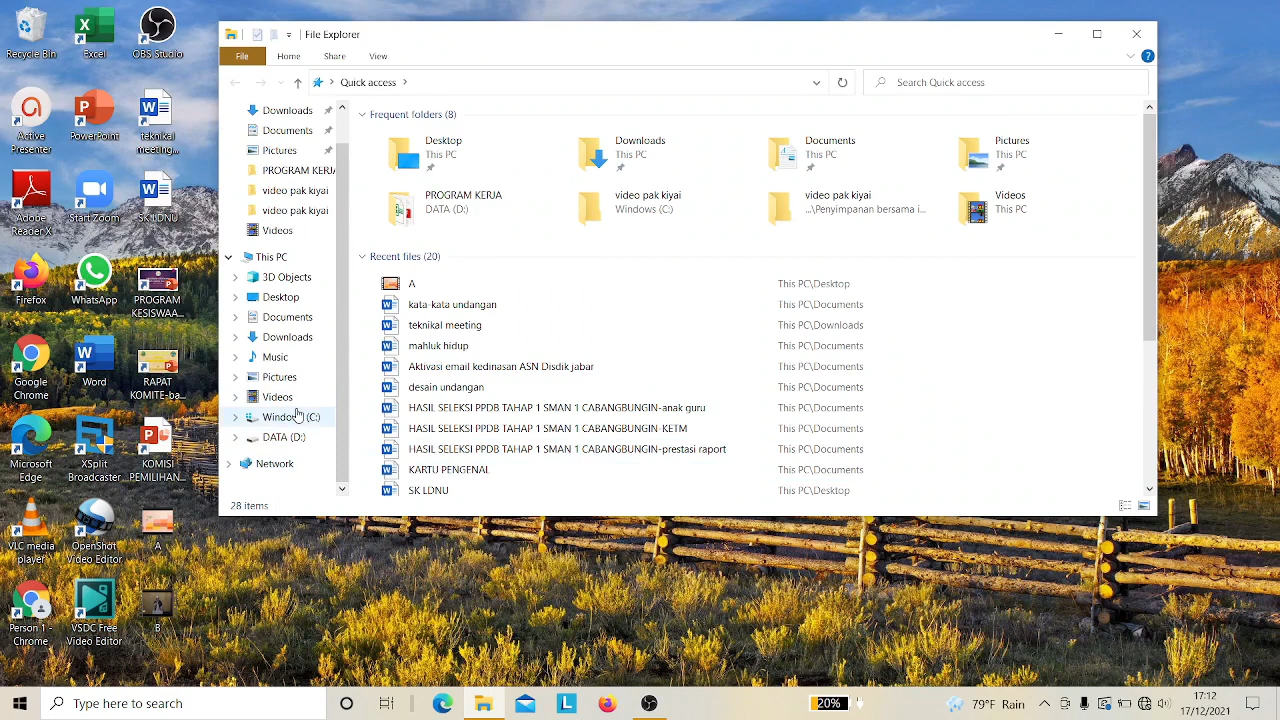 File Explorer
File
Home
Share
View
?
Quick access
Search Quick access
Recycle Bin
Excel
OBS Studio
Active Presenter
PowerPoint
teknikal ...
Adobe Reader X
Start Zoom
SK LDNU
Firefox
WhatsApp
PROGRAM KESISWAA...
Google Chrome
Word
RAPAT KOMITE-ba...
Microsoft Edge
XSplit Broadcaster
KOMISI PEMILIHAN...
VLC media player
OpenShot Video Editor
A
Person 1 - Chrome
VSDC Free Video Editor
B
Downloads
Documents
Pictures
PROGRAM KERJA
video pak kiyai
video pak kiyai
Videos
This PC
3D Objects
Desktop
Documents
Downloads
Music
Pictures
Videos
Windows (C:)
DATA (D:)
Network
Frequent folders (8)
Desktop
This PC
Downloads
This PC
Documents
This PC
Pictures
This PC
PROGRAM KERJA
DATA (D:)
video pak kiyai
Windows (C:)
video pak kiyai
...\Penyimpanan bersama i...
Videos
This PC
Recent files (20)
A This PC\Desktop
kata-kata undangan This PC\Documents
teknikal meeting This PC\Downloads
mahluk hidup This PC\Documents
Aktivasi email kedinasan ASN Disdik jabar This PC\Documents
desain undangan This PC\Documents
HASIL SELEKSI PPDB TAHAP 1 SMAN 1 CABANGBUNGIN-anak guru This PC\Documents
HASIL SELEKSI PPDB TAHAP 1 SMAN 1 CABANGBUNGIN-KETM This PC\Documents
HASIL SELEKSI PPDB TAHAP 1 SMAN 1 CABANGBUNGIN-prestasi raport This PC\Documents
KARTU PENGENAL This PC\Documents
SK LDNU This PC\Desktop
28 items
Type here to search
L
20%
79°F Rain
17:12
17/12/2021